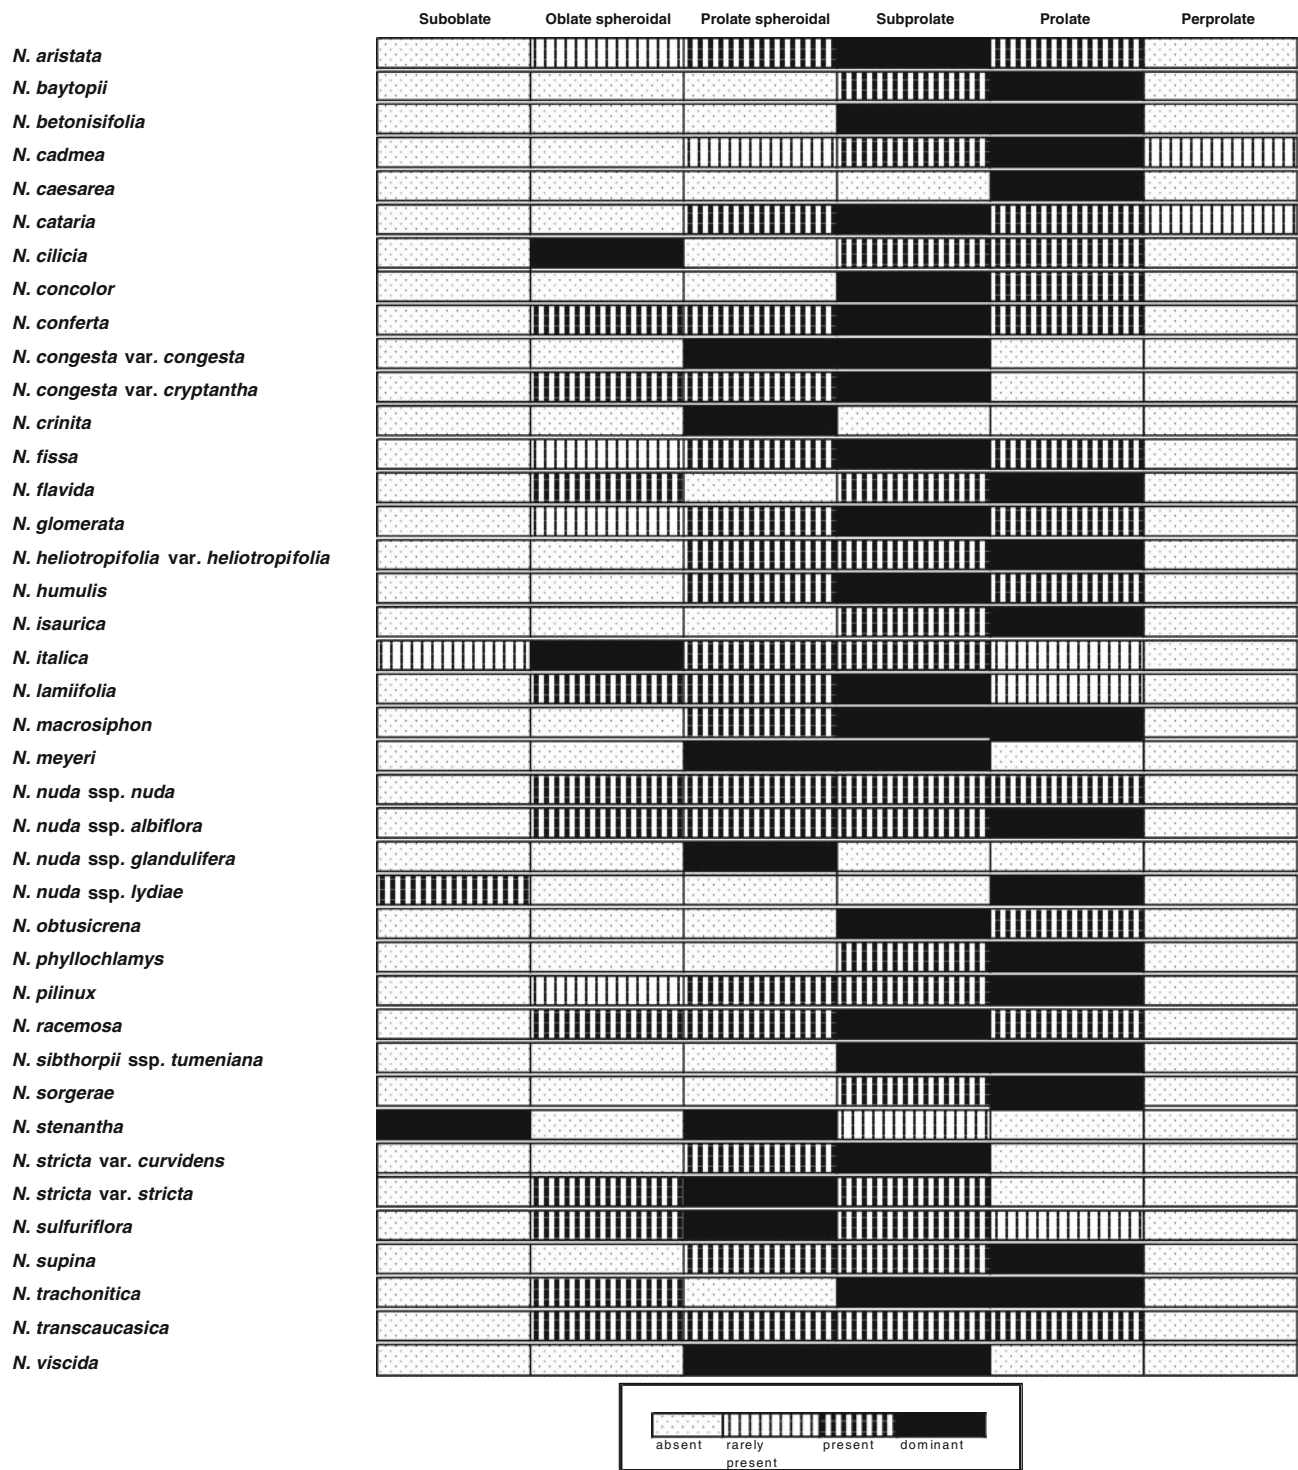 Suboblate Oblate spheroidal Prolate spheroidal Subprolate Prolate Perprolate
N. aristata
N. baytopii
N. betonisifolia
N. cadmea
N. caesarea
N. cataria
N. cilicia
N. concolor
N. conferta
N. congesta var. congesta
N. congesta var. cryptantha
N. crinita
N. fissa
N. flavida
N. glomerata
N. heliotropifolia var. heliotropifolia
N. humulis
N. isaurica
N. italica
N. lamiifolia
N. macrosiphon
N. meyeri
N. nuda ssp. nuda
N. nuda ssp. albiflora
N. nuda ssp. glandulifera
N. nuda ssp. lydiae
N. obtusicrena
N. phyllochlamys
N. pilinux
N. racemosa
N. sibthorpii ssp. tumeniana
N. sorgerae
N. stenantha
N. stricta var. curvidens
N. stricta var. stricta
N. sulfuriflora
N. supina
N. trachonitica
N. transcaucasica
N. viscida
absent rarely present dominant
present